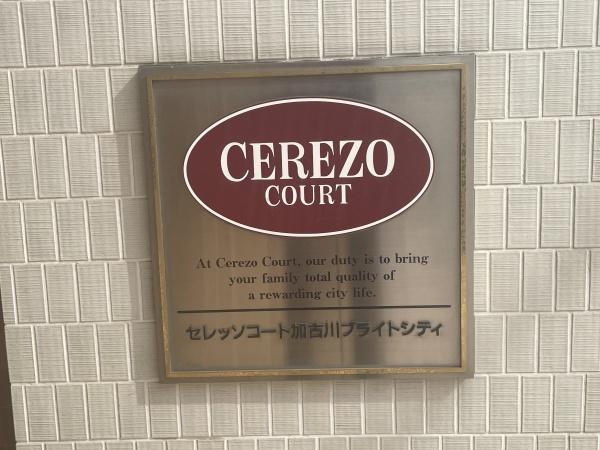 CEREZO
COURT
At Cerezo Court, our duty is to bring
your family total quality of
a rewarding city life.
セレッソコート加古川ブライトシティ